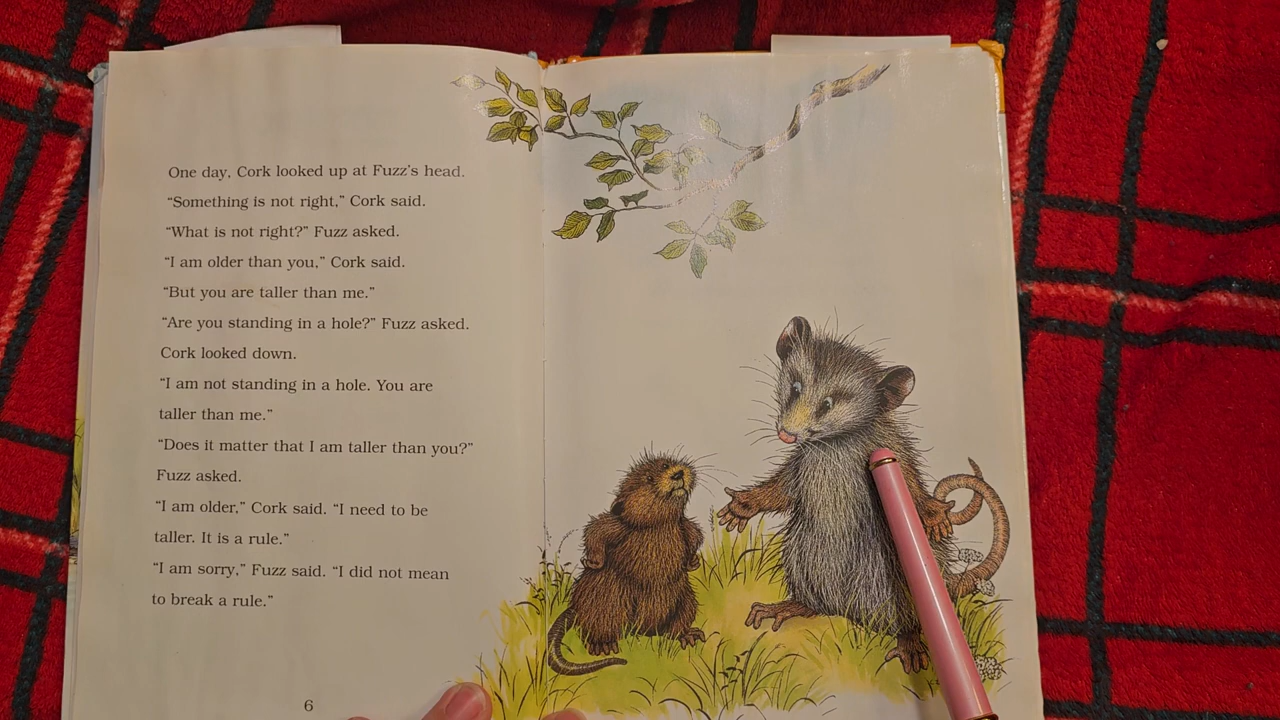 One day, Cork looked up at Fuzz's head.
“Something is not right,” Cork said.
“What is not right?” Fuzz asked.
“I am older than you,” Cork said.
“But you are taller than me.”
“Are you standing in a hole?” Fuzz asked.
Cork looked down.
“I am not standing in a hole. You are
taller than me.”
“Does it matter that I am taller than you?”
Fuzz asked.
“I am older,” Cork said. “I need to be
taller. It is a rule.”
“I am sorry,” Fuzz said. “I did not mean
to break a rule.”
6